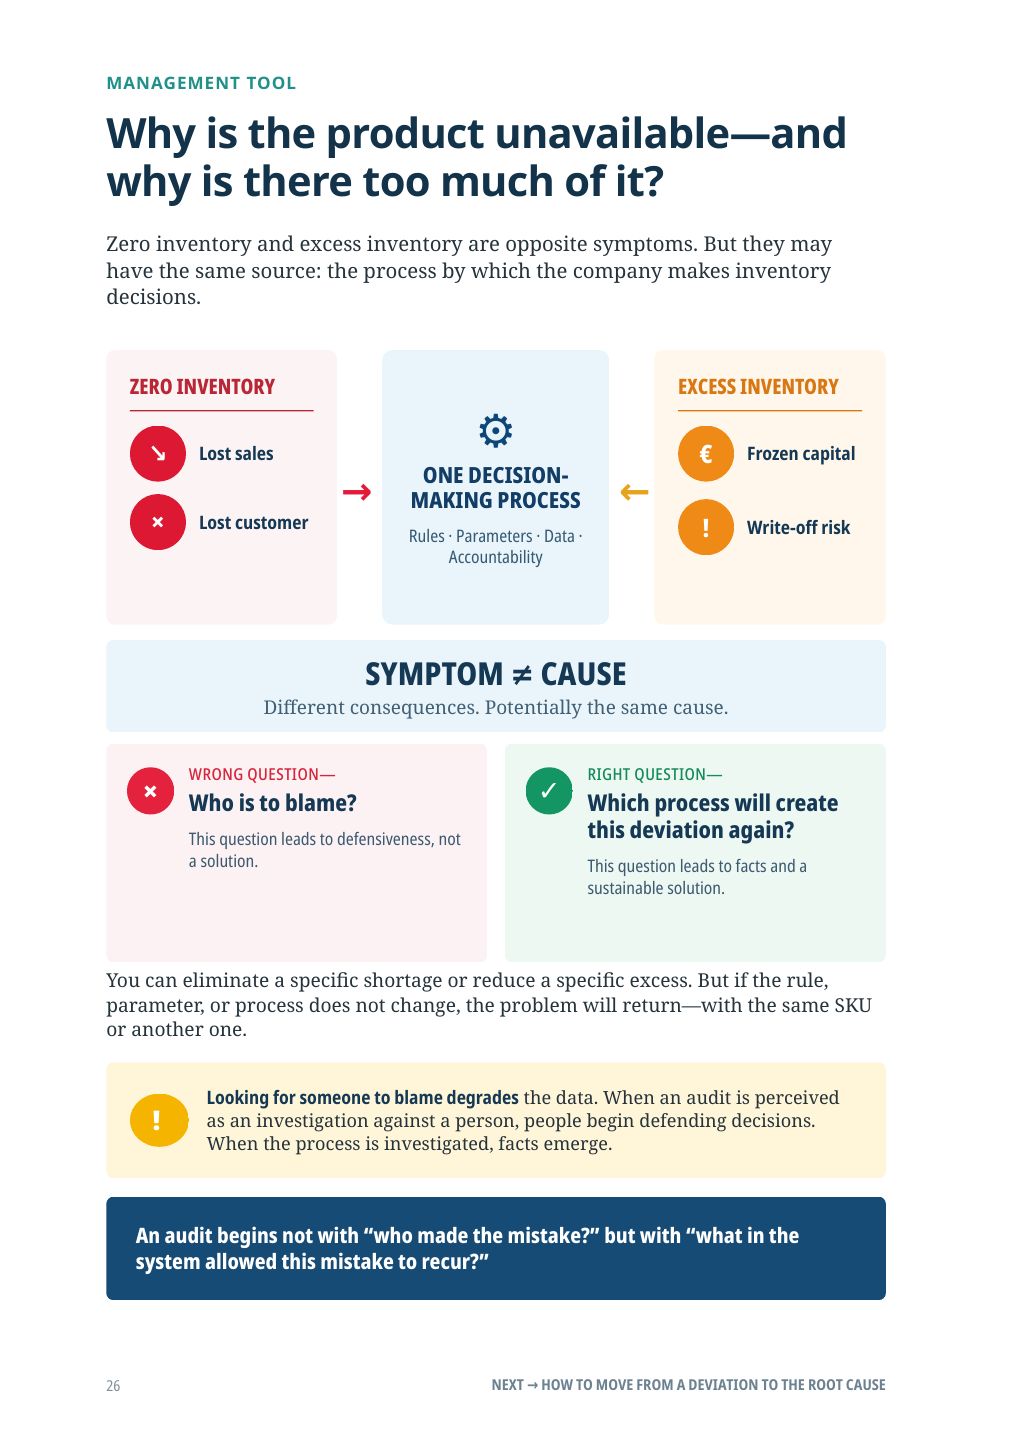 MANAGEMENT TOOL
Why is the product unavailable—and
why is there too much of it?
Zero inventory and excess inventory are opposite symptoms. But they may
have the same source: the process by which the company makes inventory
decisions.
ZERO INVENTORY
↘ Lost sales
× Lost customer
→
⚙
ONE DECISION-
MAKING PROCESS
Rules · Parameters · Data ·
Accountability
←
EXCESS INVENTORY
€ Frozen capital
! Write-off risk
SYMPTOM ≠ CAUSE
Different consequences. Potentially the same cause.
×
WRONG QUESTION—
Who is to blame?
This question leads to defensiveness, not
a solution.
✓
RIGHT QUESTION—
Which process will create
this deviation again?
This question leads to facts and a
sustainable solution.
You can eliminate a specific shortage or reduce a specific excess. But if the rule,
parameter, or process does not change, the problem will return—with the same SKU
or another one.
!
Looking for someone to blame degrades the data. When an audit is perceived
as an investigation against a person, people begin defending decisions.
When the process is investigated, facts emerge.
An audit begins not with “who made the mistake?” but with “what in the
system allowed this mistake to recur?”
26
NEXT → HOW TO MOVE FROM A DEVIATION TO THE ROOT CAUSE